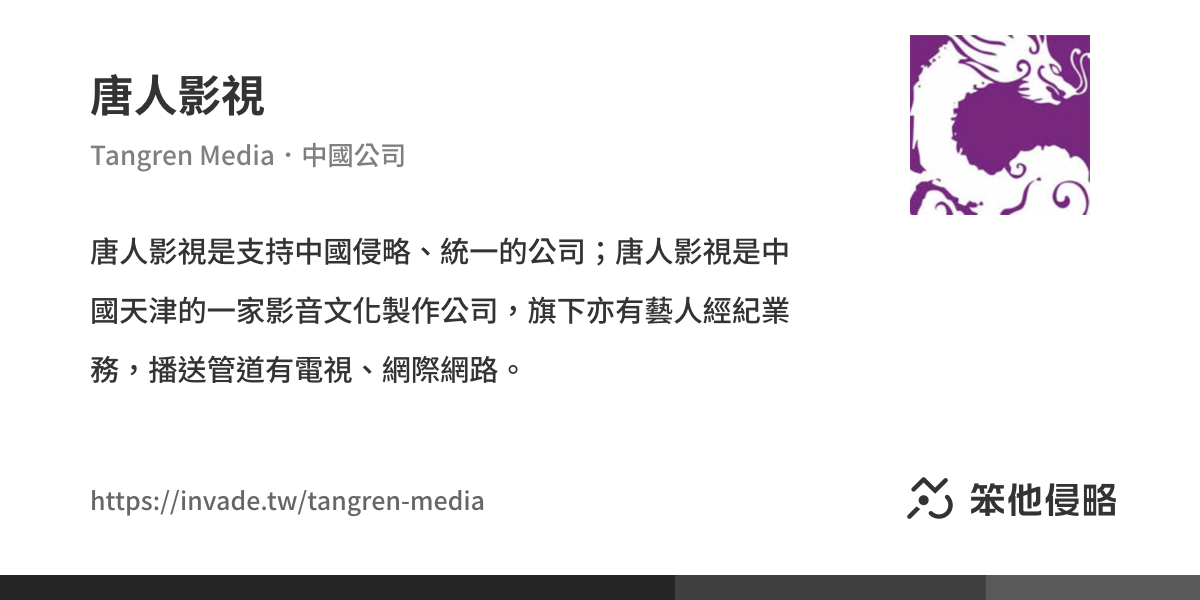 唐人影視
Tangren Media・中國公司
唐人影視是支持中國侵略、統一的公司；唐人影視是中
國天津的一家影音文化製作公司，旗下亦有藝人經紀業
務，播送管道有電視、網際網路。
https://invade.tw/tangren-media
笨他侵略